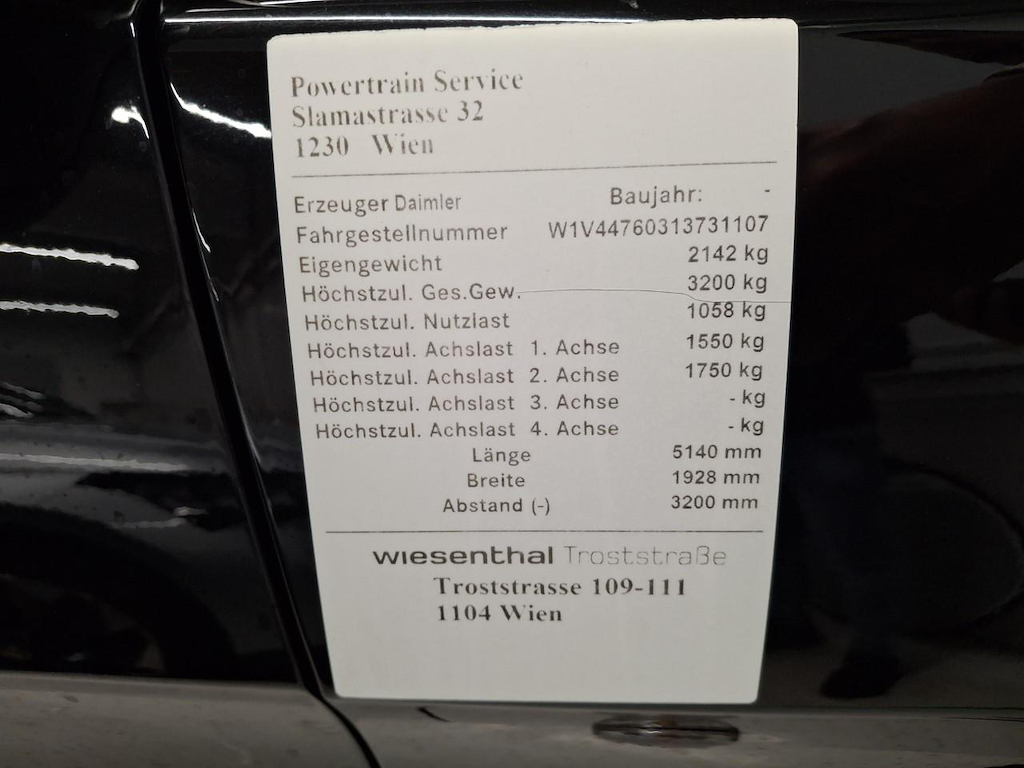 Powertrain Service
Slamastrasse 32
1230 Wien
Erzeuger Daimler Baujahr: -
Fahrgestellnummer W1V44760313731107
Eigengewicht 2142 kg
Höchstzul. Ges.Gew. 3200 kg
Höchstzul. Nutzlast 1058 kg
Höchstzul. Achslast 1. Achse 1550 kg
Höchstzul. Achslast 2. Achse 1750 kg
Höchstzul. Achslast 3. Achse - kg
Höchstzul. Achslast 4. Achse - kg
Länge 5140 mm
Breite 1928 mm
Abstand (-) 3200 mm
wiesenthal Troststraße
Troststrasse 109-111
1104 Wien